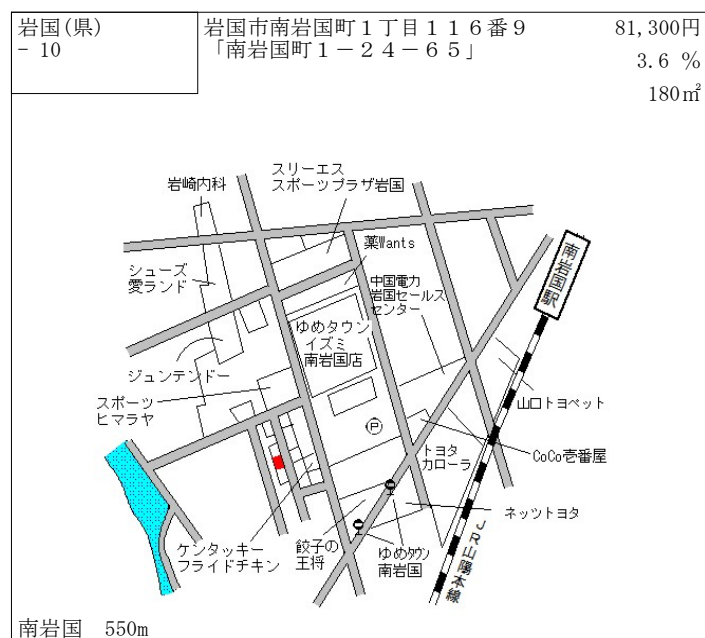 岩国(県)
－10
岩国市南岩国町１丁目１１６番９
「南岩国町１－２４－６５」
81,300円
3.6 %
180㎡
岩崎内科
スリーエス
スポーツプラザ岩国
薬Wants
シューズ
愛ランド
中国電力
岩国セールス
センター
南岩国駅
ゆめタウン
イズミ
南岩国店
ジュンテンドー
スポーツ
ヒマラヤ
山口トヨペット
P
トヨタ
カローラ
CoCo壱番屋
ネッツトヨタ
ケンタッキー
フライドチキン
餃子の
王将
ゆめタウン
南岩国
JR山陽本線
南岩国　550m